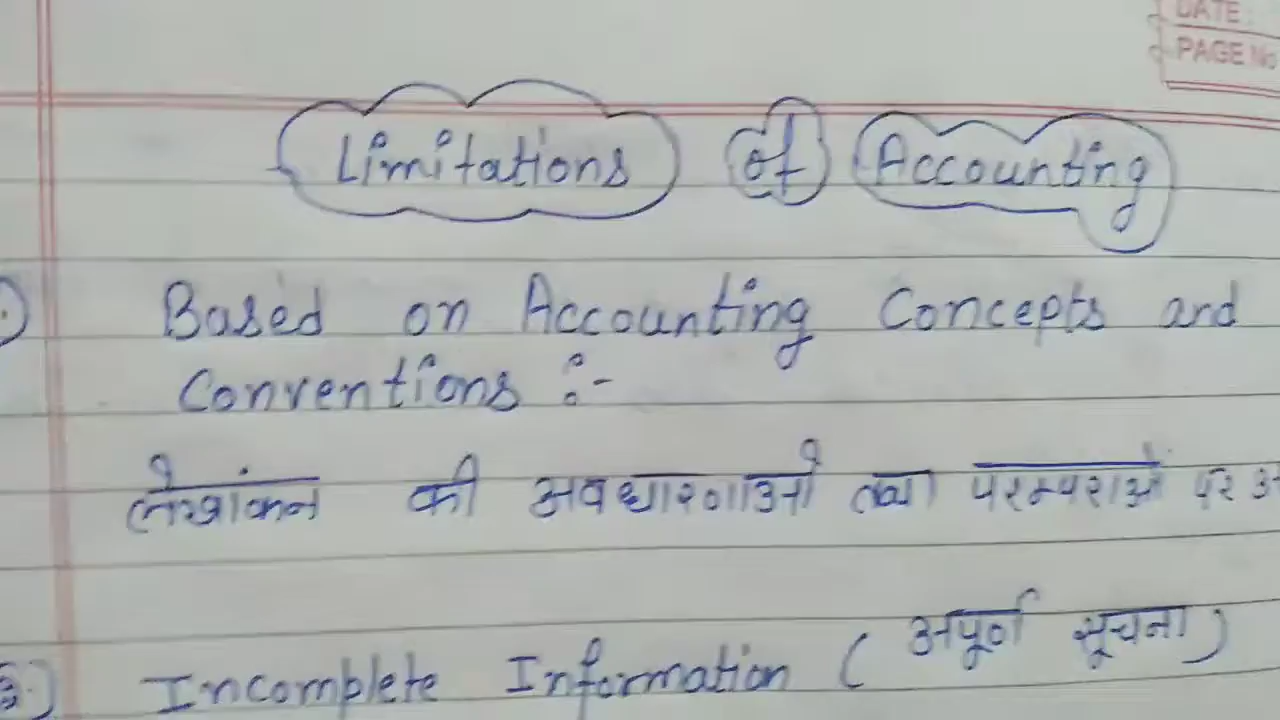 DATE:
PAGE No
Limitations of Accounting
Based on Accounting Concepts and
Conventions :-
लेखांकन की अवधारणाओ तथा परम्पराओ पर
Incomplete Information (अपूर्ण सूचना)